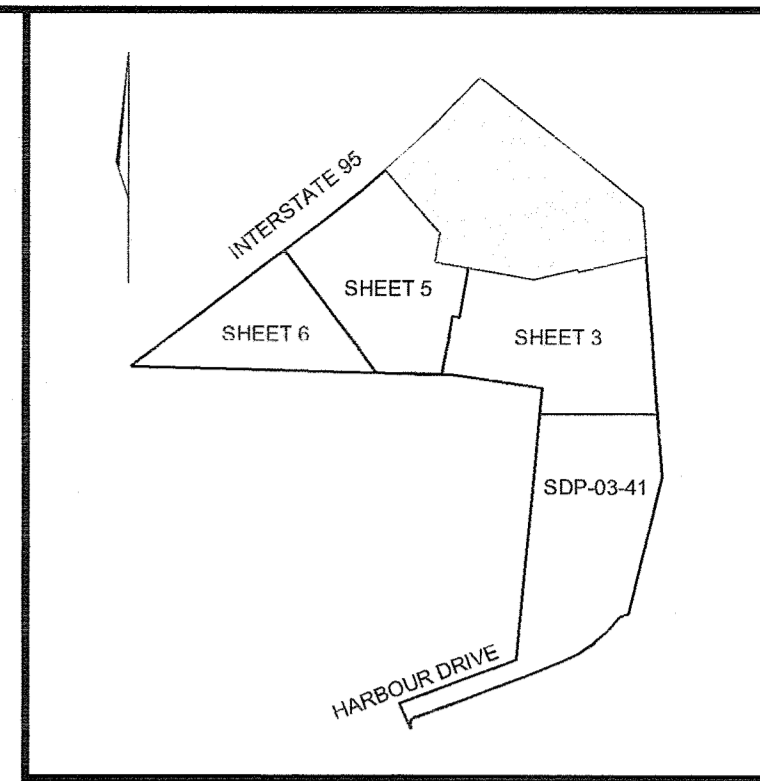 INTERSTATE 95
SHEET 5
SHEET 6
SHEET 3
SDP-03-41
HARBOUR DRIVE